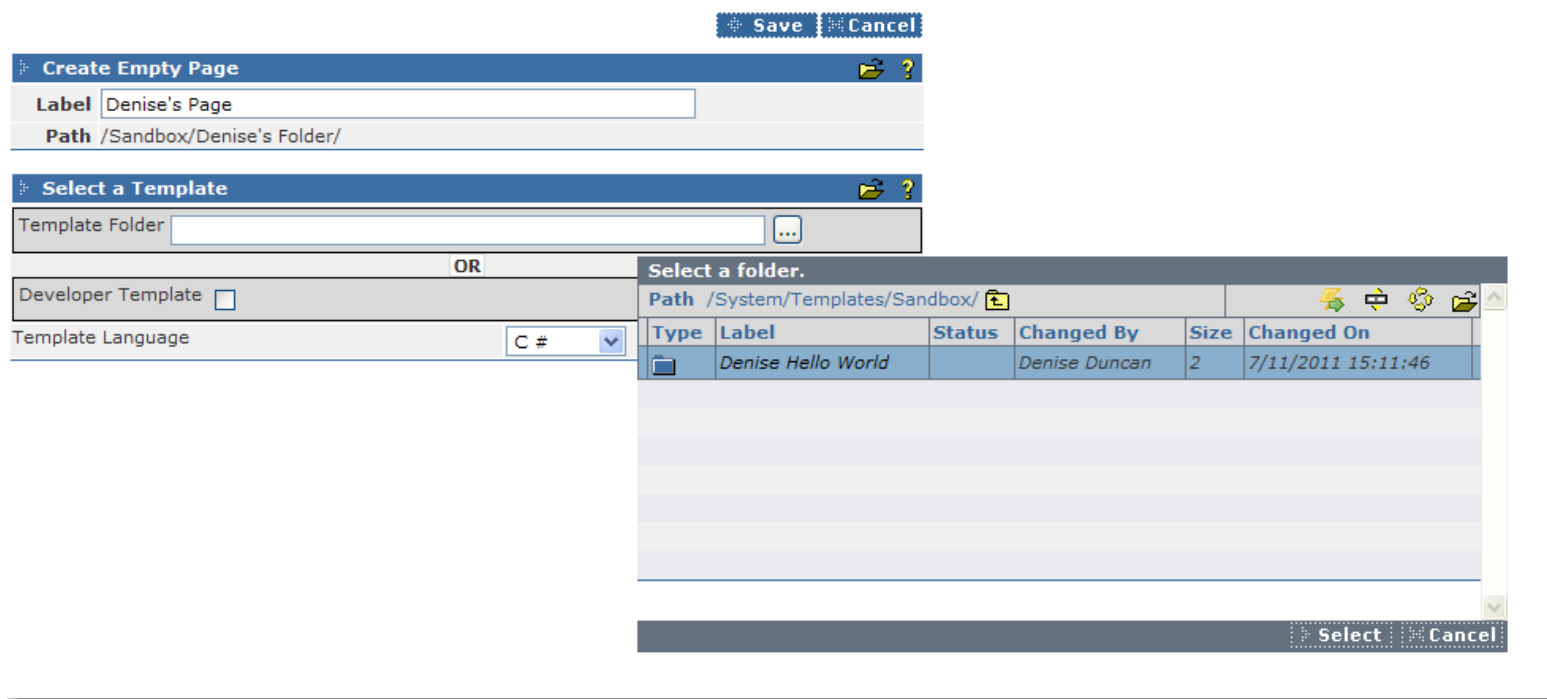 Save Cancel
Create Empty Page ?
Label Denise's Page
Path /Sandbox/Denise's Folder/
Select a Template ?
Template Folder ...
OR
Developer Template
Template Language C #
Select a folder.
Path /System/Templates/Sandbox/
Type Label Status Changed By Size Changed On
Denise Hello World Denise Duncan 2 7/11/2011 15:11:46
Select Cancel